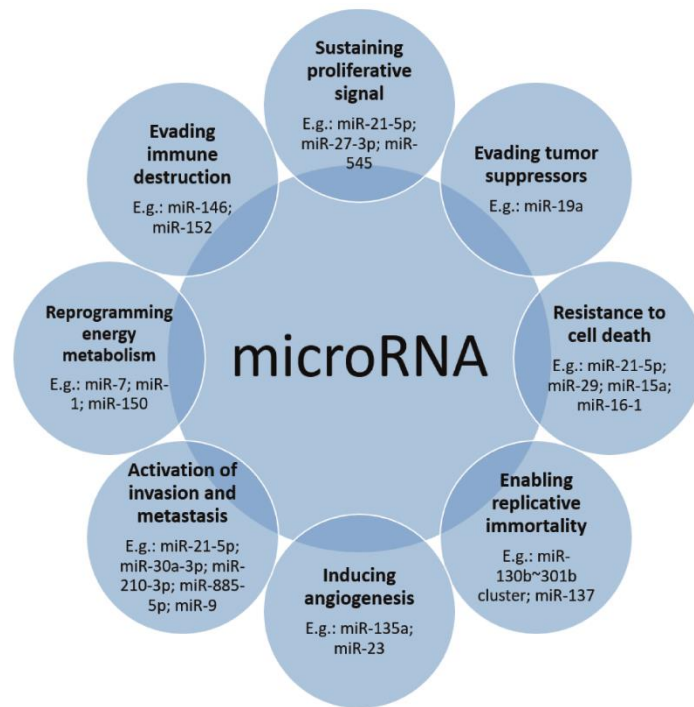 Sustaining
proliferative
signal
E.g.: miR-21-5p;
miR-27-3p; miR-
545
Evading tumor
suppressors
E.g.: miR-19a
Resistance to
cell death
E.g.: miR-21-5p;
miR-29; miR-15a;
miR-16-1
Enabling
replicative
immortality
E.g.: miR-
130b~301b
cluster; miR-137
Inducing
angiogenesis
E.g.: miR-135a;
miR-23
Activation of
invasion and
metastasis
E.g.: miR-21-5p;
miR-30a-3p; miR-
210-3p; miR-885-
5p; miR-9
Reprogramming
energy
metabolism
E.g.: miR-7; miR-
1; miR-150
Evading
immune
destruction
E.g.: miR-146;
miR-152
microRNA